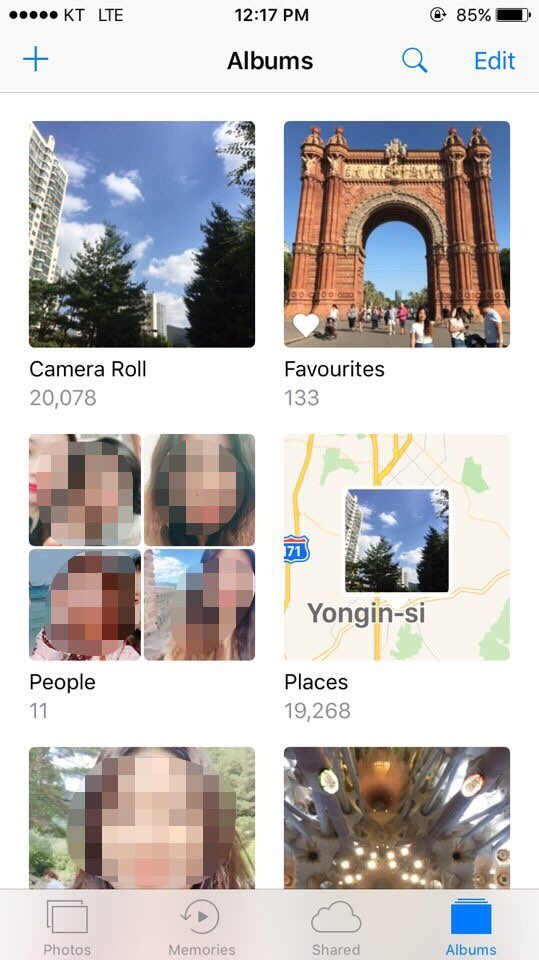 KT LTE 12:17 PM 85%
Albums Edit
Camera Roll
20,078
Favourites
133
171
Yongin-si
People
11
Places
19,268
Photos Memories Shared Albums